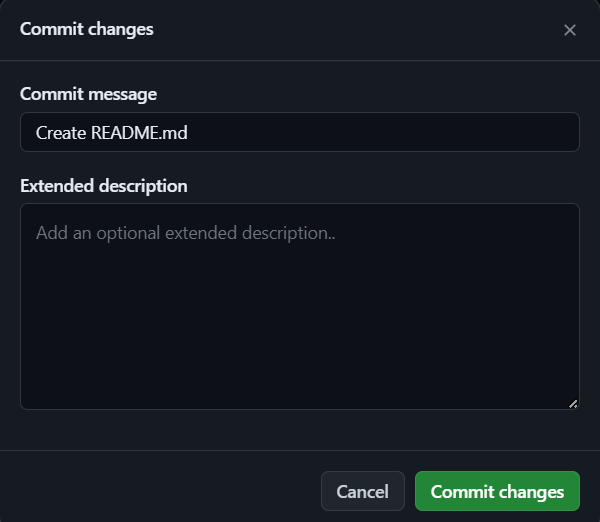 Commit changes
Commit message
Create README.md
Extended description
Add an optional extended description..
Cancel
Commit changes